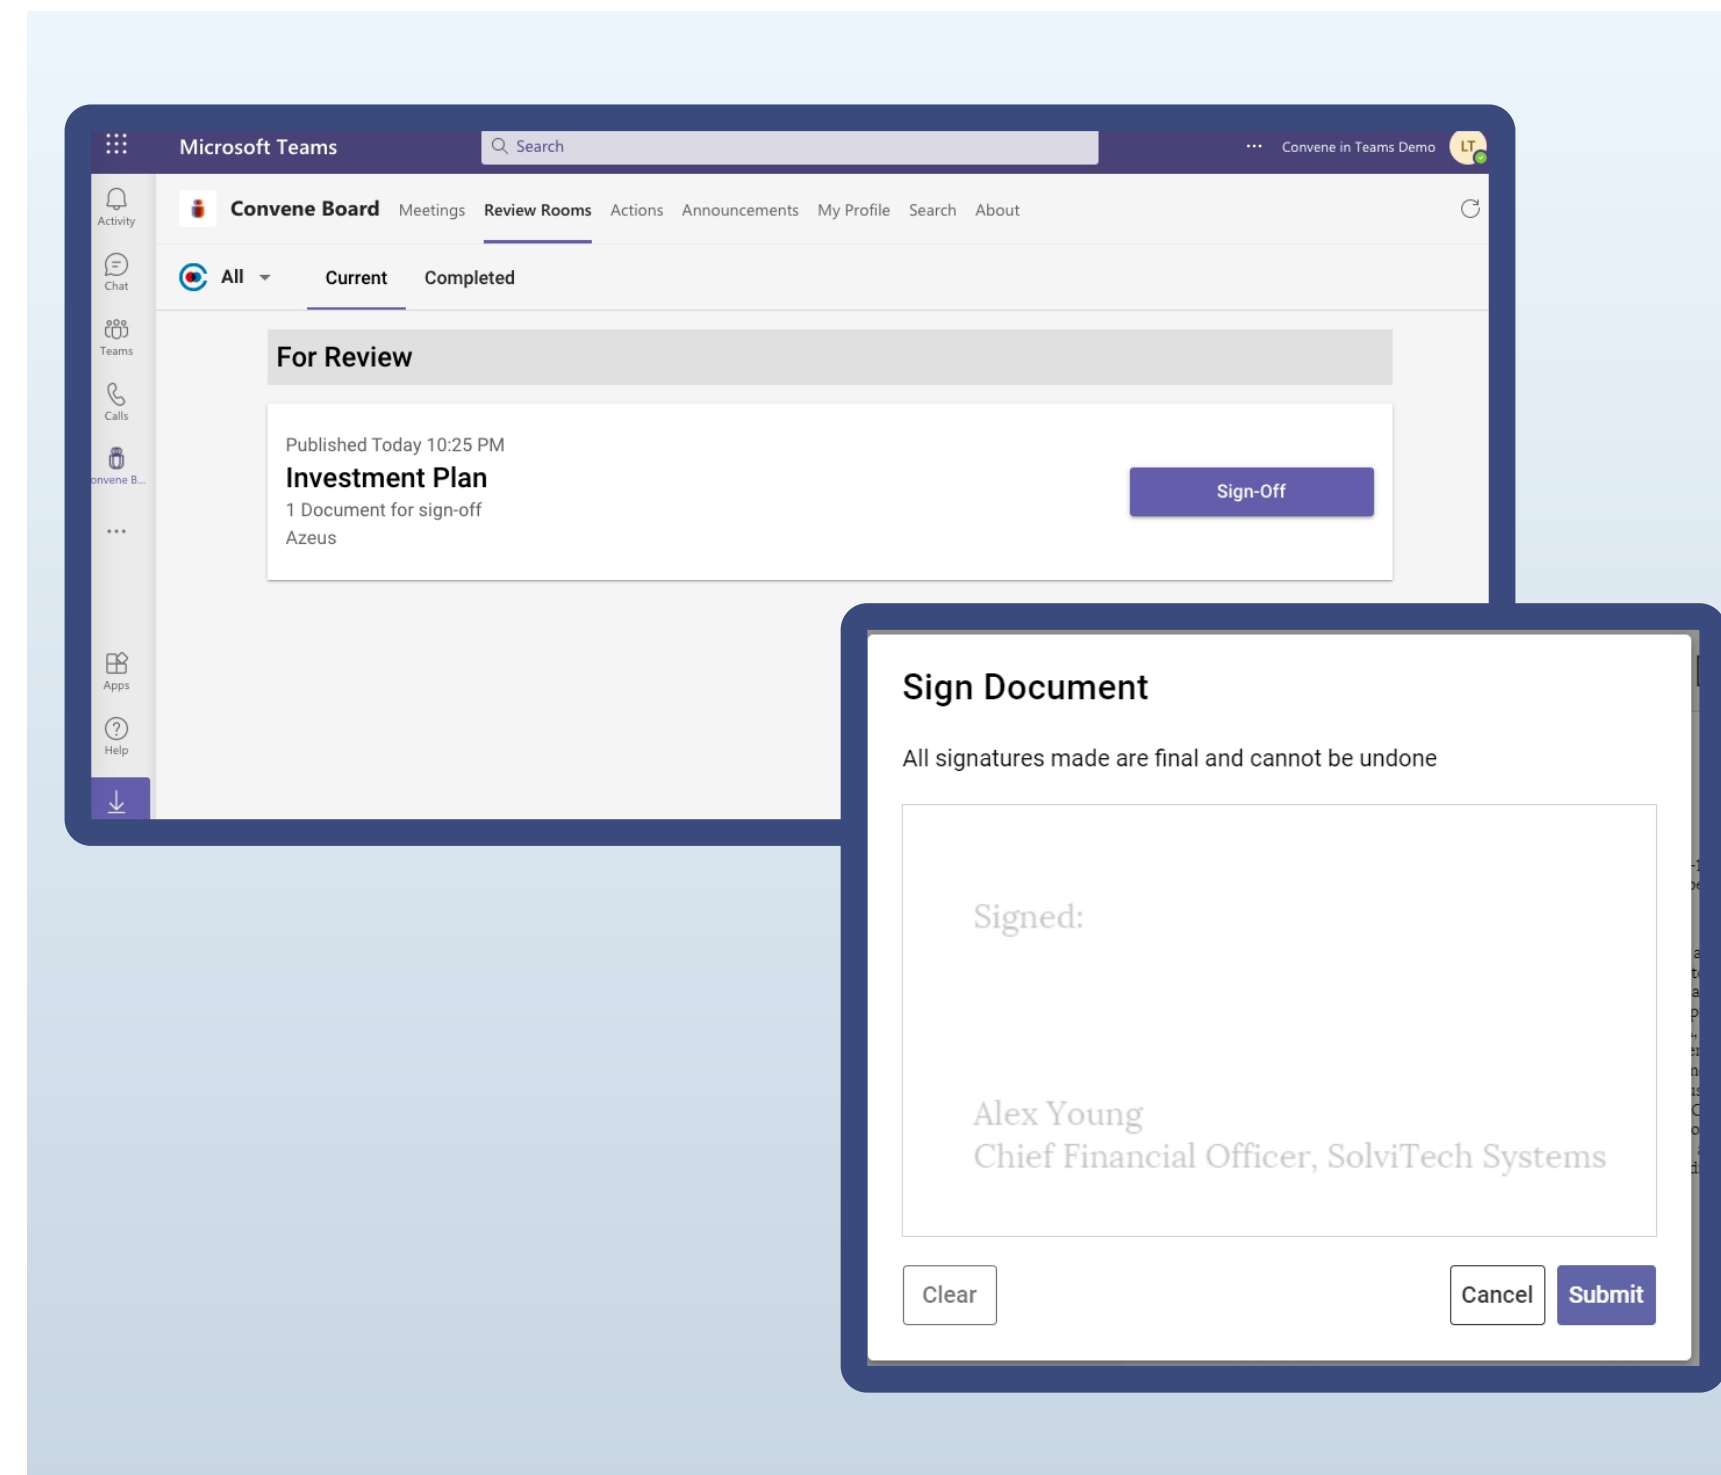 Microsoft Teams
Search
... Convene in Teams Demo LT
Activity
Chat
Teams
Calls
onvene B...
...
Apps
Help
Convene Board Meetings Review Rooms Actions Announcements My Profile Search About
All Current Completed
For Review
Published Today 10:25 PM
Investment Plan
1 Document for sign-off
Azeus
Sign-Off
Sign Document
All signatures made are final and cannot be undone
Signed:
Alex Young
Chief Financial Officer, SolviTech Systems
Clear Cancel Submit